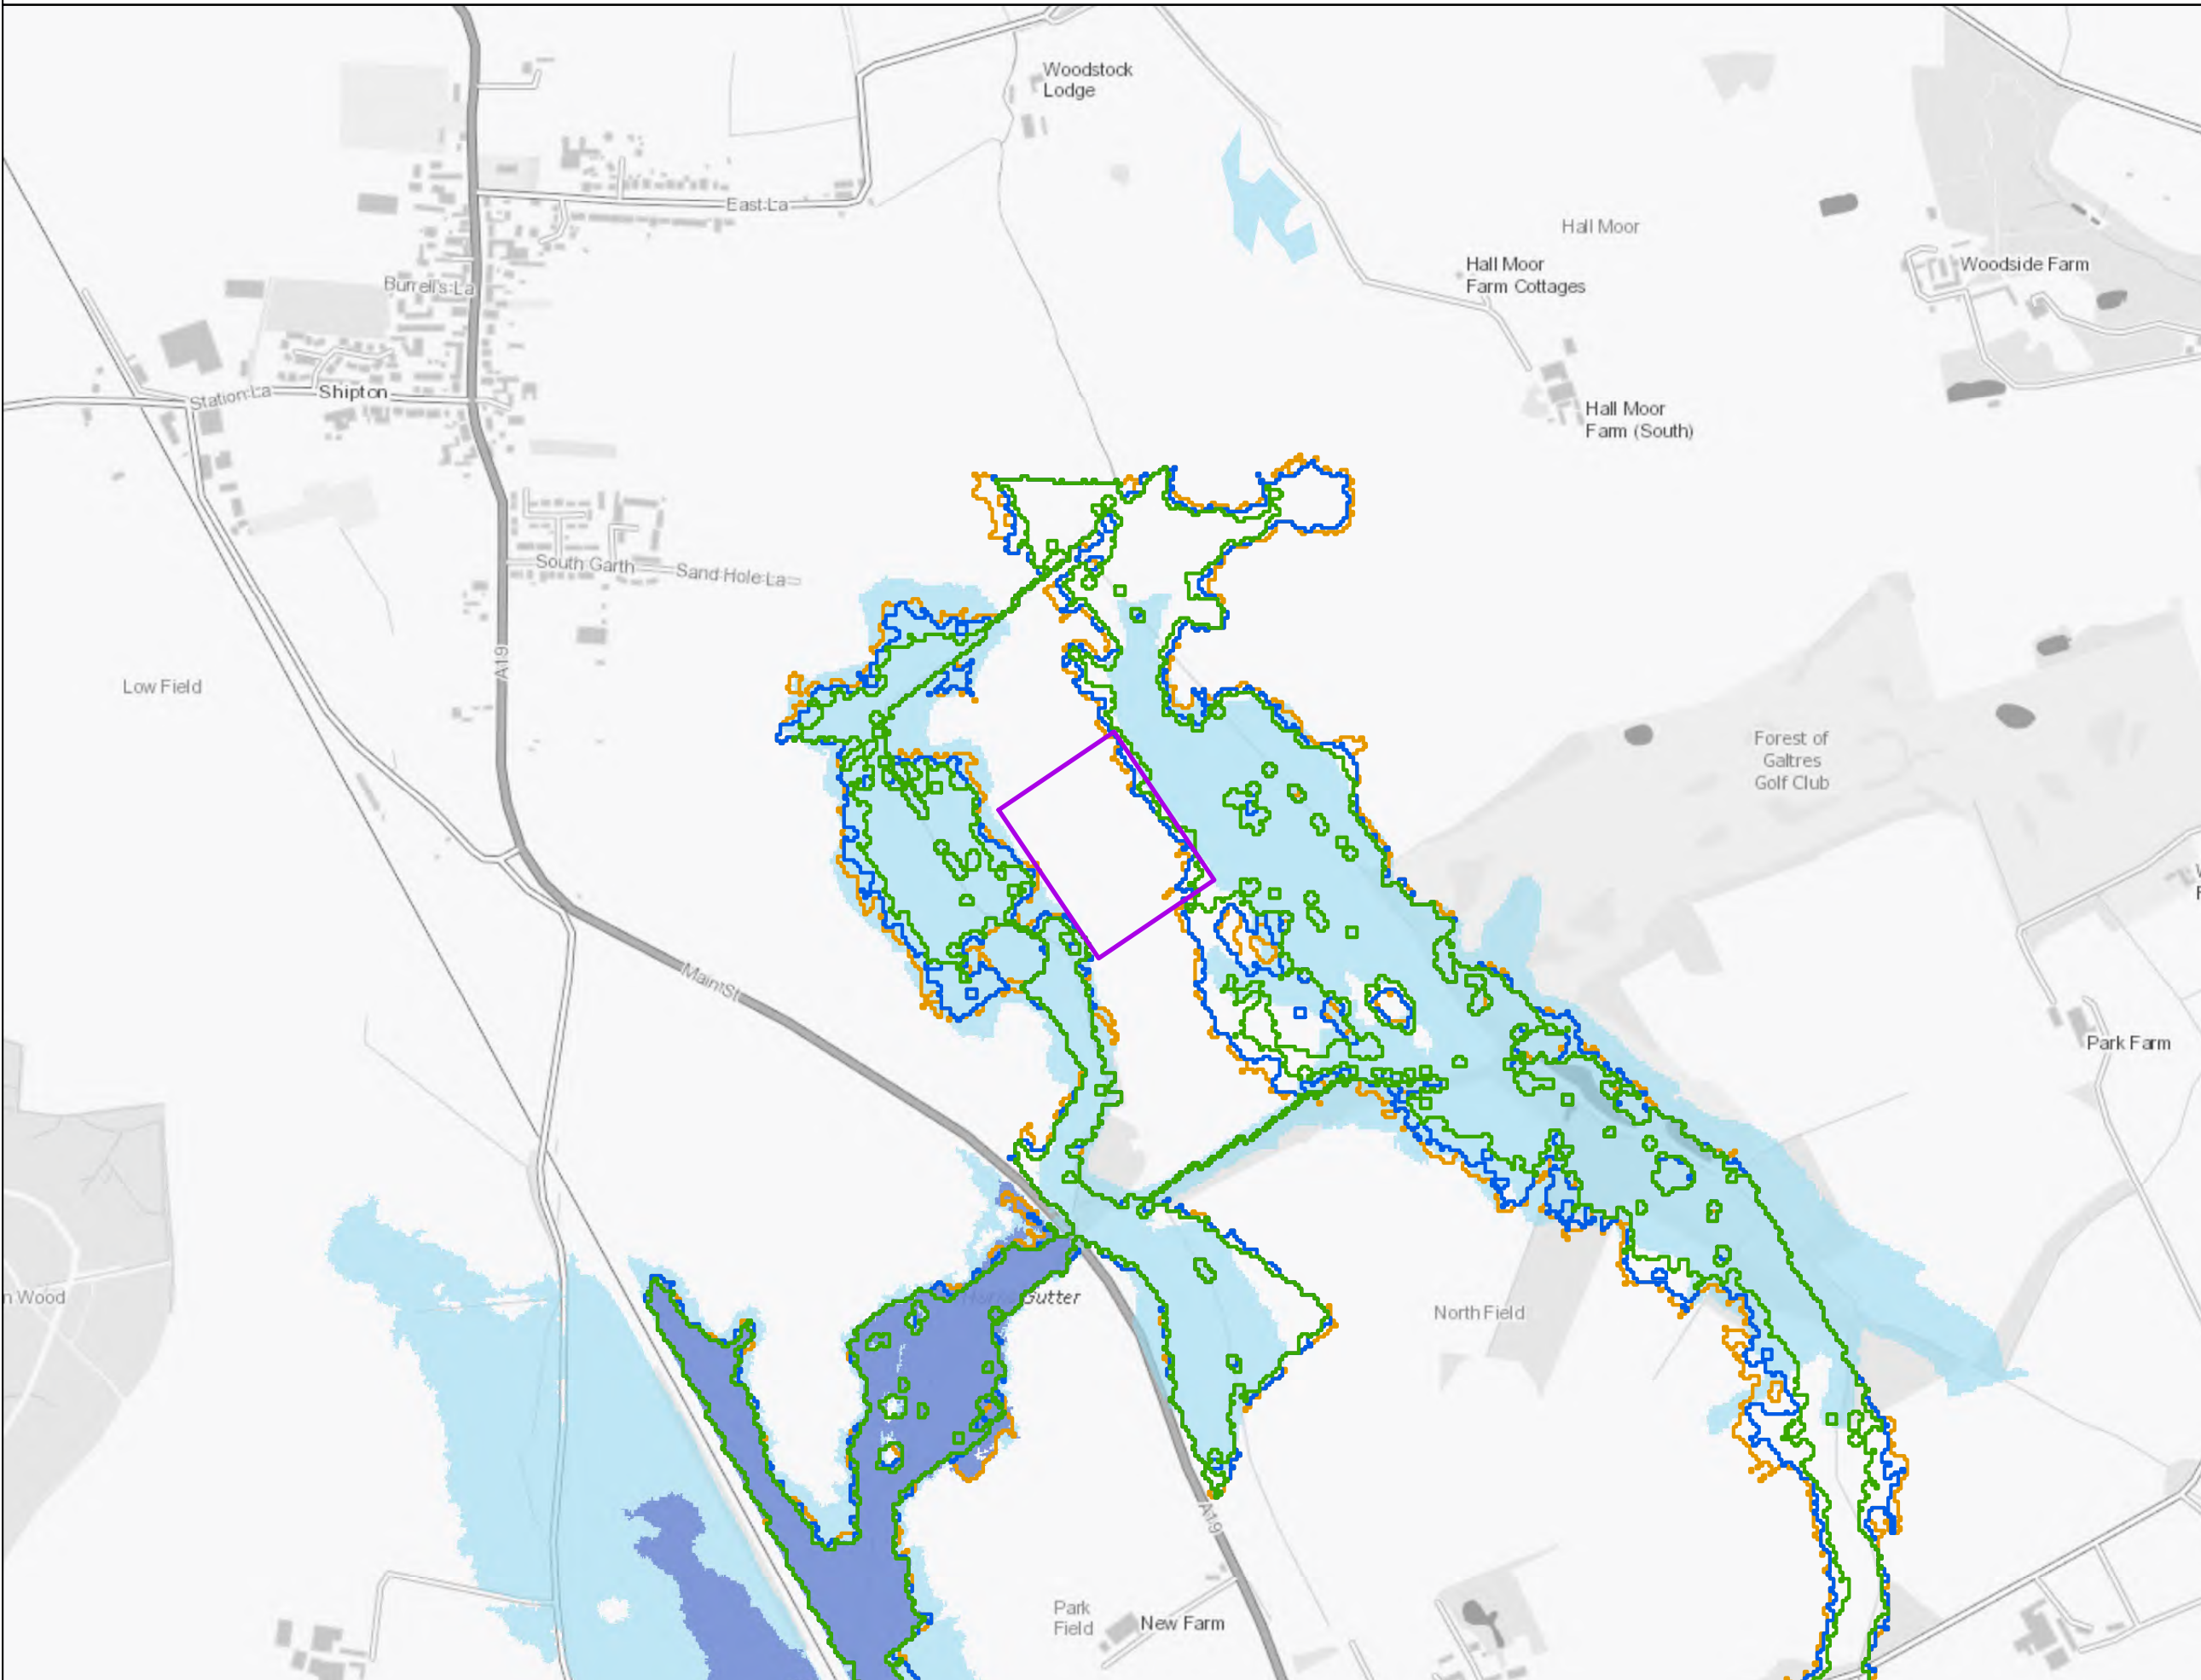 Woodstock
Lodge
East La
Hall Moor
Hall Moor
Farm Cottages
Woodside Farm
Burrell's La
Station La
Shipton
Hall Moor
Farm (South)
South Garth
Sand Hole La
A19
Low Field
Forest of
Galtres
Golf Club
Main St
Park Farm
n Wood
Gutter
North Field
A19
Park
Field
New Farm